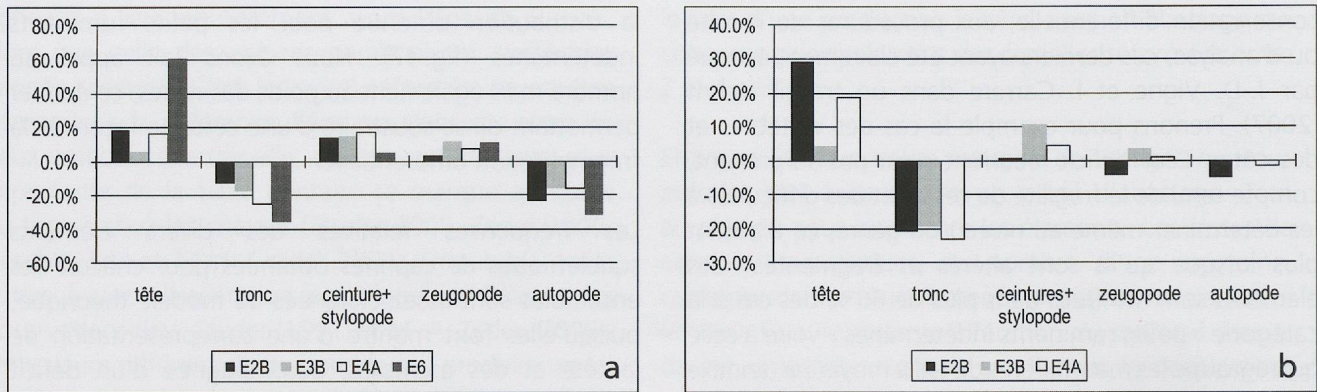 80.0%
60.0%
40.0%
20.0%
0.0%
-20.0%
-40.0%
-60.0%
tête tronc ceinture+ zeugopode autopode
stylopode
E2B E3B E4A E6
a
40.0%
30.0%
20.0%
10.0%
0.0%
-10.0%
-20.0%
-30.0%
tête tronc ceintures+ zeugopode autopode
stylopode
E2B E3B E4A
b